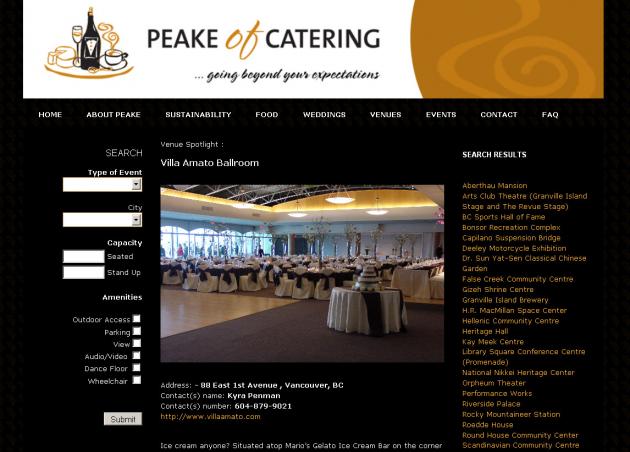 PEAKE of CATERING
... going beyond your expectations
HOME ABOUT PEAKE SUSTAINABILITY FOOD WEDDINGS VENUES EVENTS CONTACT FAQ
SEARCH
Type of Event
City
Capacity
Seated
Stand Up
Amenities
Outdoor Access
Parking
View
Audio/Video
Dance Floor
Wheelchair
Submit
Venue Spotlight :
Villa Amato Ballroom
Address: - 88 East 1st Avenue , Vancouver, BC
Contact(s) name: Kyra Penman
Contact(s) number: 604-879-9021
http://www.villaamato.com
Ice cream anyone? Situated atop Mario's Gelato Ice Cream Bar on the corner
SEARCH RESULTS
Aberthau Mansion
Arts Club Theatre (Granville Island
Stage and The Revue Stage)
BC Sports Hall of Fame
Bonsor Recreation Complex
Capilano Suspension Bridge
Deeley Motorcycle Exhibition
Dr. Sun Yat-Sen Classical Chinese
Garden
False Creek Community Centre
Gizeh Shrine Centre
Granville Island Brewery
H.R. MacMillan Space Center
Hellenic Community Centre
Heritage Hall
Kay Meek Centre
Library Square Conference Centre
(Promenade)
National Nikkei Heritage Center
Orpheum Theater
Performance Works
Riverside Palace
Rocky Mountaineer Station
Roedde House
Round House Community Center
Scandinavian Community Centre